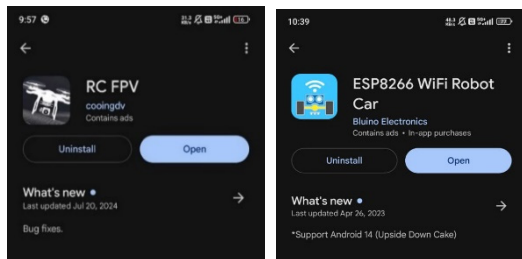 9:57
16
RC FPV
cooingdv
Contains ads
Uninstall
Open
What's new
Last updated Jul 20, 2024
Bug fixes.
10:39
ESP8266 WiFi Robot
Car
Bluino Electronics
Contains ads • In-app purchases
Uninstall
Open
What's new
Last updated Apr 26, 2023
*Support Android 14 (Upside Down Cake)